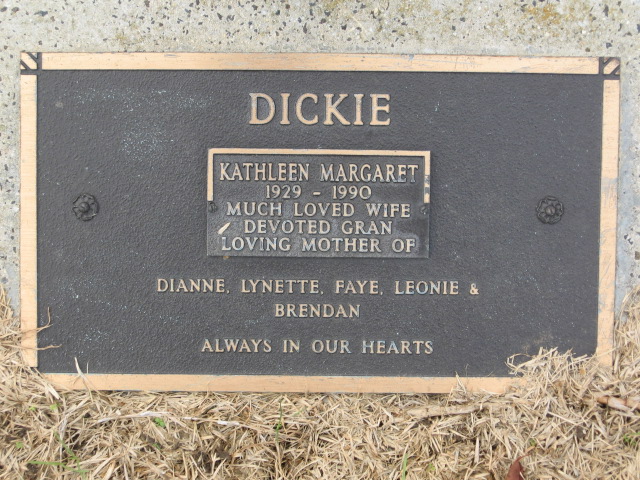 DICKIE
KATHLEEN MARGARET
1929 - 1990
MUCH LOVED WIFE
DEVOTED GRAN
LOVING MOTHER OF
DIANNE, LYNETTE, FAYE, LEONIE &
BRENDAN
ALWAYS IN OUR HEARTS